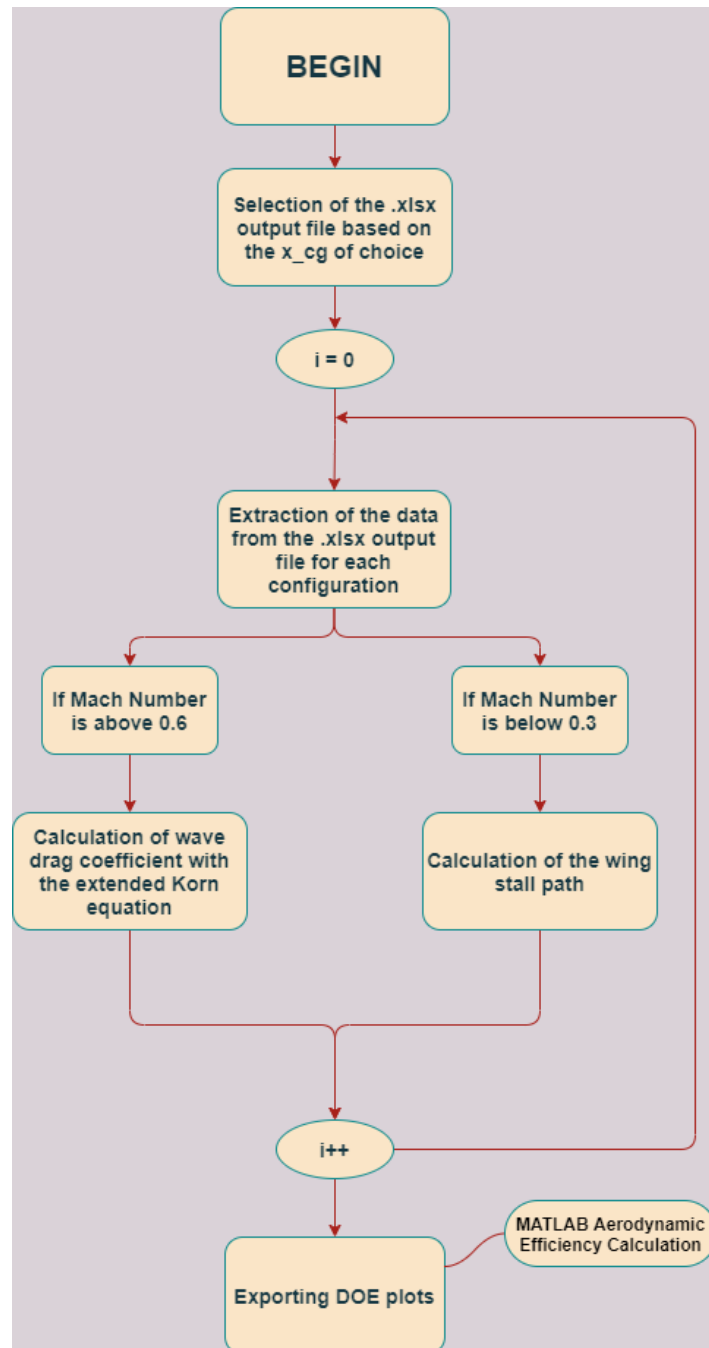 BEGIN
Selection of the .xlsx
output file based on
the x_cg of choice
i = 0
Extraction of the data
from the .xlsx output
file for each
configuration
If Mach Number
is above 0.6
If Mach Number
is below 0.3
Calculation of wave
drag coefficient with
the extended Korn
equation
Calculation of the wing
stall path
i++
MATLAB Aerodynamic
Efficiency Calculation
Exporting DOE plots